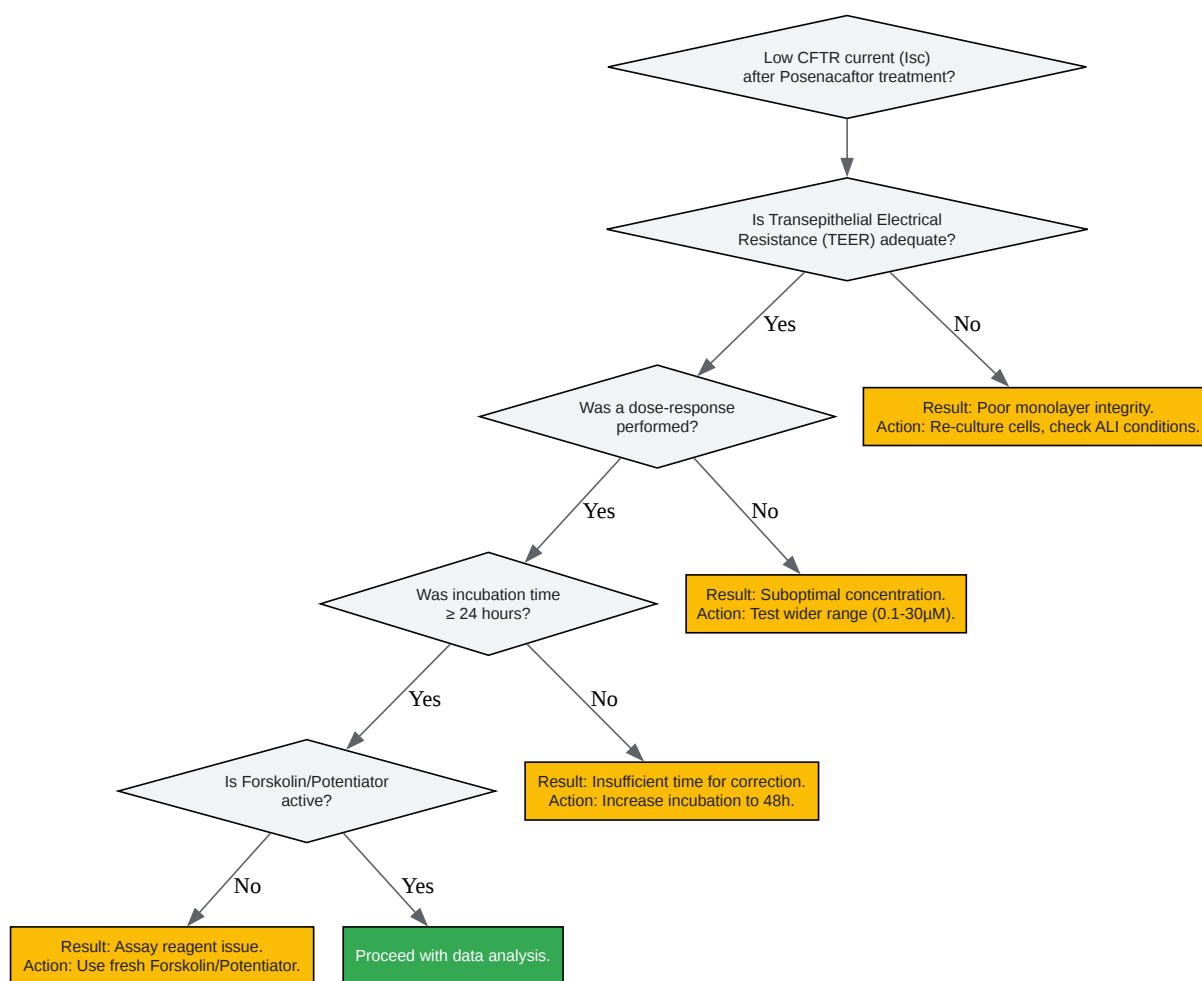 Low CFTR current (Isc)
after Posenacaftor treatment?
Is Transepithelial Electrical
Resistance (TEER) adequate?
Yes
No
Was a dose-response
performed?
Result: Poor monolayer integrity.
Action: Re-culture cells, check ALI conditions.
Yes
No
Was incubation time
≥ 24 hours?
Result: Suboptimal concentration.
Action: Test wider range (0.1-30µM).
Yes
No
Is Forskolin/Potentiator
active?
Result: Insufficient time for correction.
Action: Increase incubation to 48h.
No
Yes
Result: Assay reagent issue.
Action: Use fresh Forskolin/Potentiator.
Proceed with data analysis.